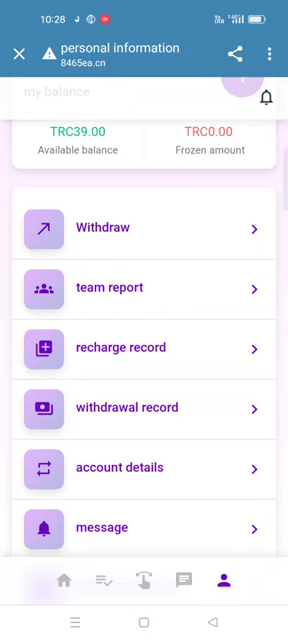 10:28
personal information
8465ea.cn
my balance
TRC39.00
TRC0.00
Available balance
Frozen amount
Withdraw
team report
recharge record
withdrawal record
account details
message